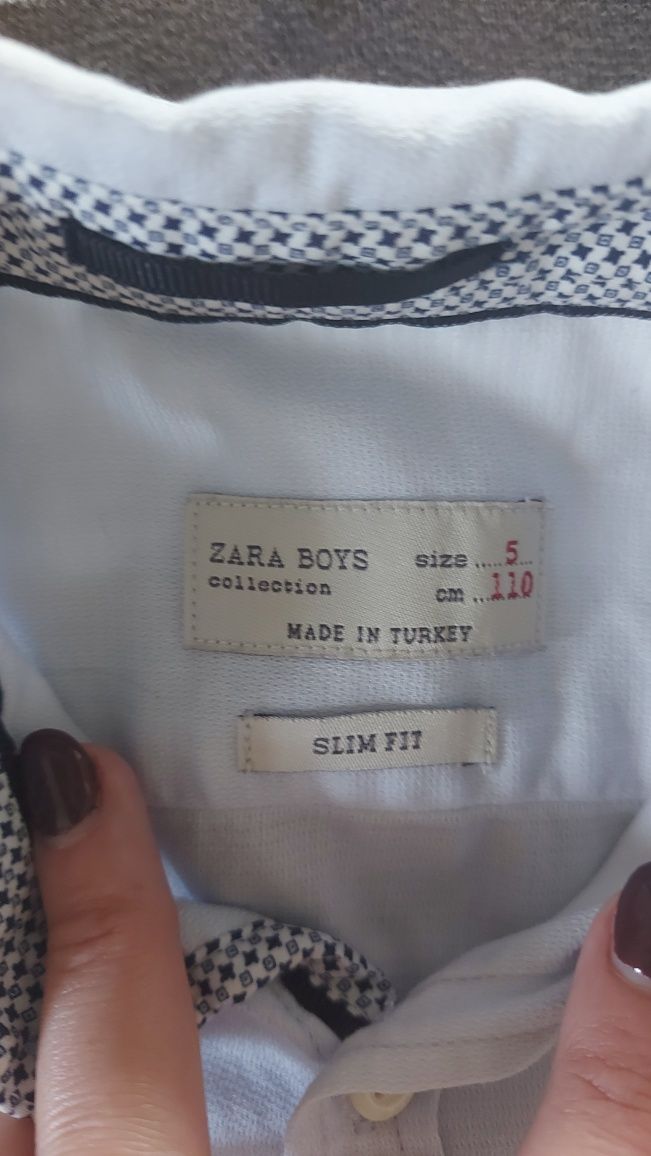 ZARA BOYS size .....5...
collection cm ...110
MADE IN TURKEY
SLIM FIT